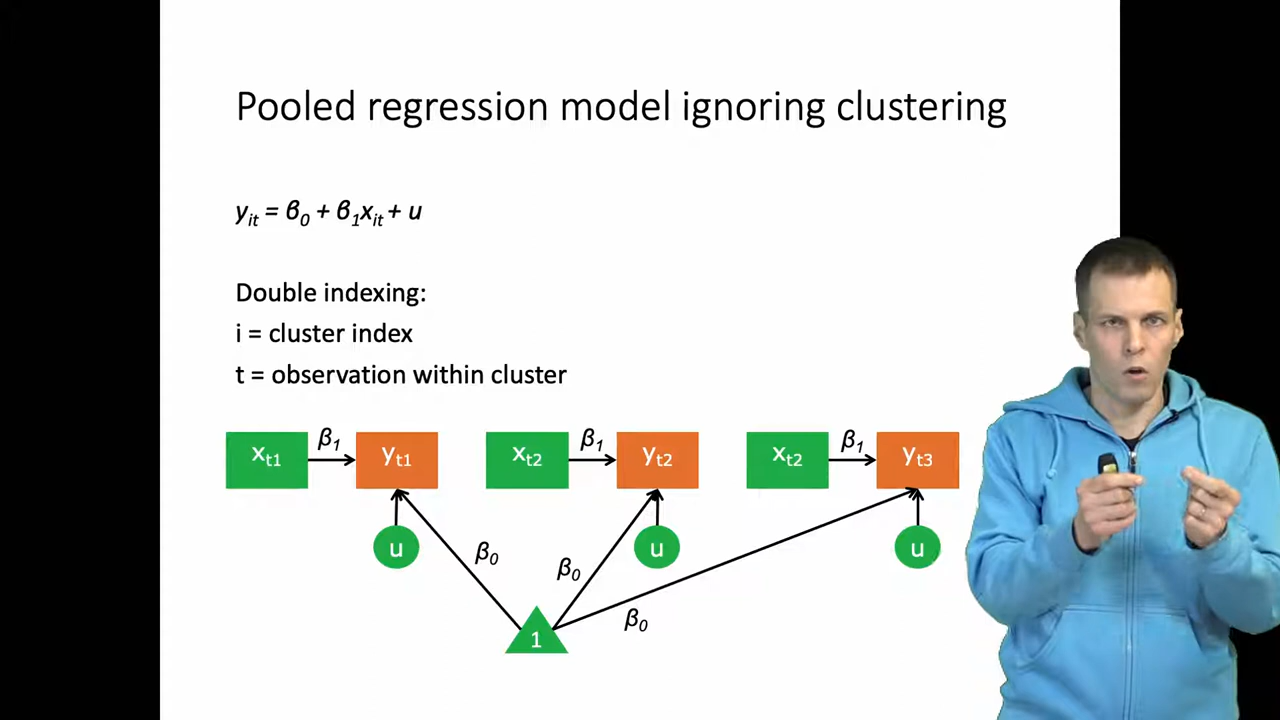 Pooled regression model ignoring clustering
y_it = β_0 + β_1x_it + u
Double indexing:
i = cluster index
t = observation within cluster
x_t1 β_1 y_t1 x_t2 β_1 y_t2 x_t2 β_1 y_t3
u u u
β_0 β_0 β_0
1